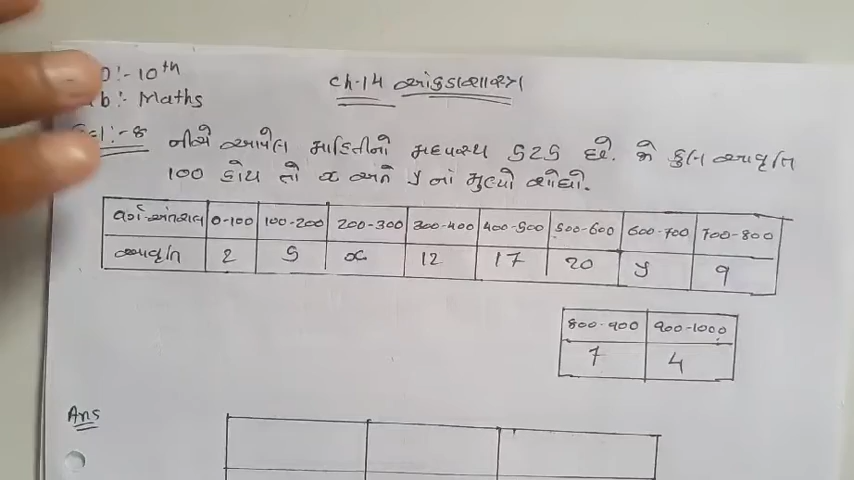 :- 10th
b:- Maths
ch-14 આંકડાશાસ્ત્ર
:- 8 નીચે આપેલ માહિતીનો મધ્યસ્થ 525 છે. જો કુલ આવૃત્તિ
100 હોય તો x અને y નાં મુલ્યો શોધો.
વર્ગ-અંતરાલ 0-100 100-200 200-300 300-400 400-500 500-600 600-700 700-800
આવૃત્તિ 2 5 x 12 17 20 y 9
800-900 900-1000
7 4
Ans